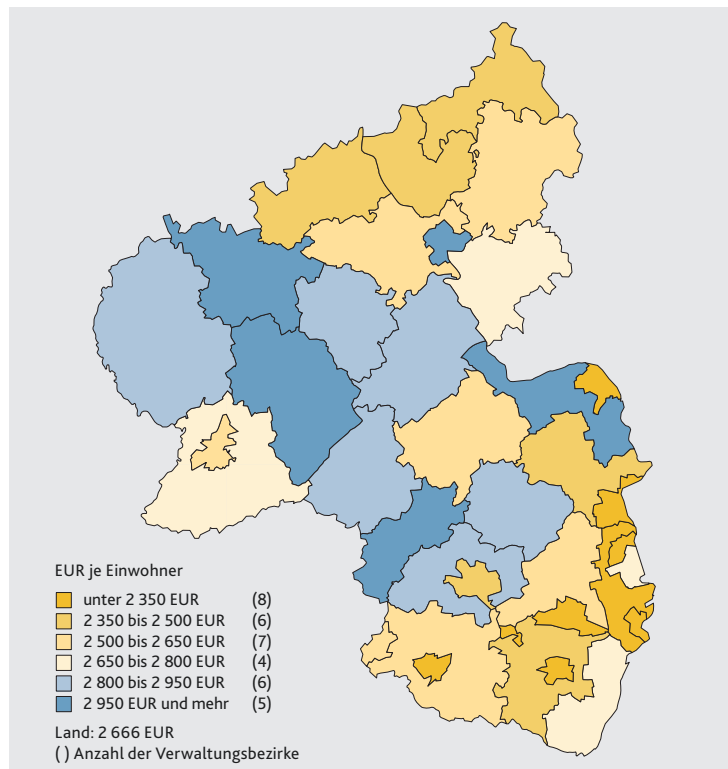 EUR je Einwohner
unter 2 350 EUR (8)
2 350 bis 2 500 EUR (6)
2 500 bis 2 650 EUR (7)
2 650 bis 2 800 EUR (4)
2 800 bis 2 950 EUR (6)
2 950 EUR und mehr (5)
Land: 2 666 EUR
( ) Anzahl der Verwaltungsbezirke